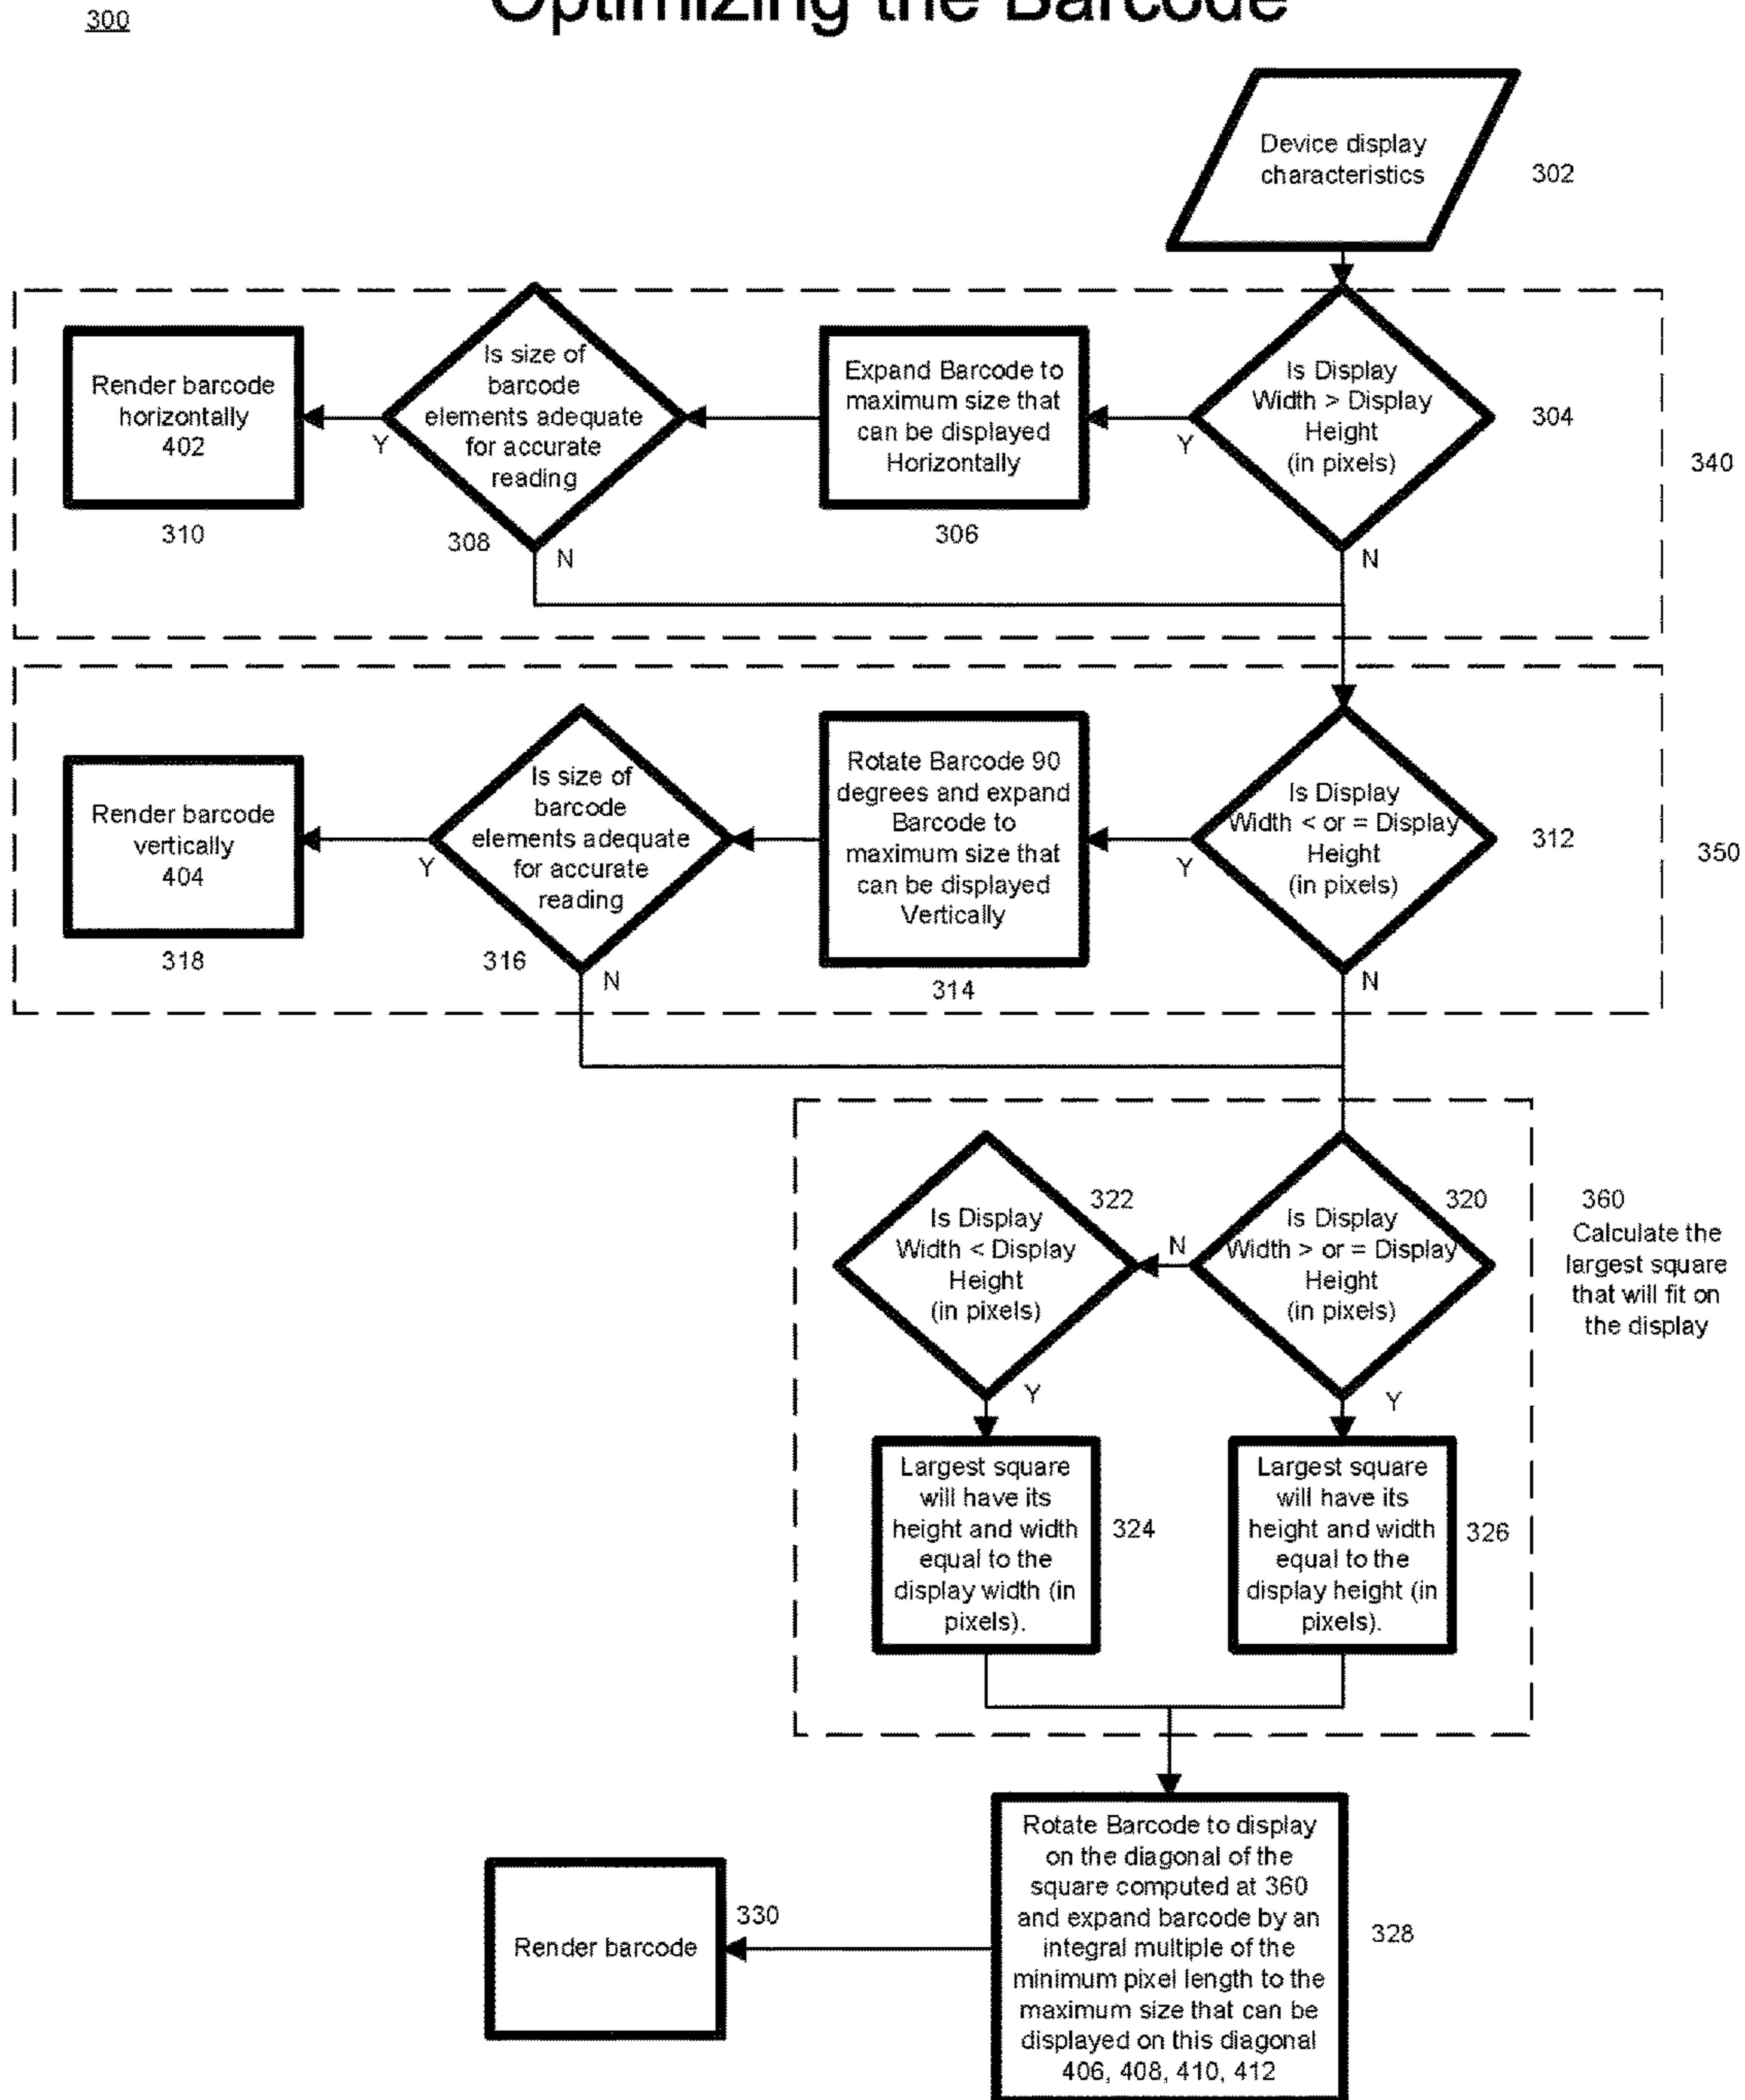 300
Optimizing the Barcode
Device display
characteristics
302
Render barcode
horizontally
402
310
Is size of
barcode
elements adequate
for accurate
reading
308
Y
N
Expand Barcode to
maximum size that
can be displayed
Horizontally
306
Is Display
Width > Display
Height
(in pixels)
304
Y
N
340
Render barcode
vertically
404
318
Is size of
barcode
elements adequate
for accurate
reading
316
Y
N
Rotate Barcode 90
degrees and expand
Barcode to
maximum size that
can be displayed
Vertically
314
Is Display
Width < or = Display
Height
(in pixels)
312
Y
N
350
Is Display
Width < Display
Height
(in pixels)
322
Y
N
Is Display
Width > or = Display
Height
(in pixels)
320
Y
360
Calculate the
largest square
that will fit on
the display
Largest square
will have its
height and width
equal to the
display width (in
pixels).
324
Largest square
will have its
height and width
equal to the
display height (in
pixels).
326
Render barcode
330
Rotate Barcode to display
on the diagonal of the
square computed at 360
and expand barcode by an
integral multiple of the
minimum pixel length to the
maximum size that can be
displayed on this diagonal
406, 408, 410, 412
328